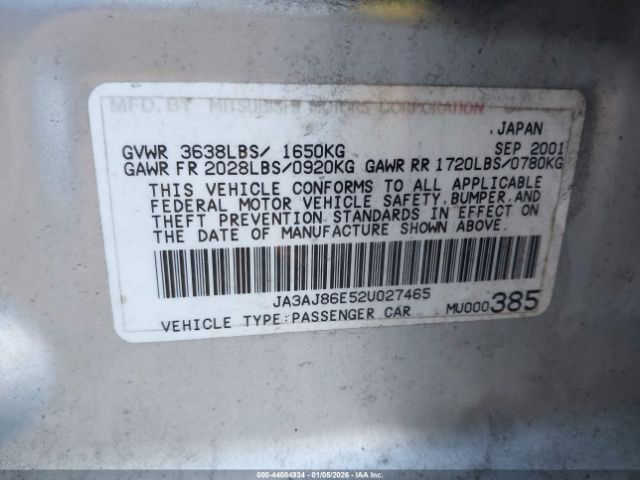 MFD. BY MITSUBISHI MOTORS CORPORATION
JAPAN
GVWR 3638LBS/ 1650KG SEP 2001
GAWR FR 2028LBS/0920KG GAWR RR 1720LBS/0780KG
THIS VEHICLE CONFORMS TO ALL APPLICABLE
FEDERAL MOTOR VEHICLE SAFETY, BUMPER, AND
THEFT PREVENTION STANDARDS IN EFFECT ON
THE DATE OF MANUFACTURE SHOWN ABOVE.
JA3AJ86E52U027465
VEHICLE TYPE:PASSENGER CAR MU000385
000-44084934 | 01/05/2026 - IAAI.COM